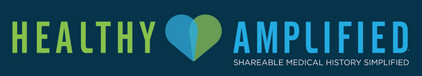 HEALTHY AMPLIFIED
SHAREABLE MEDICAL HISTORY SIMPLIFIED